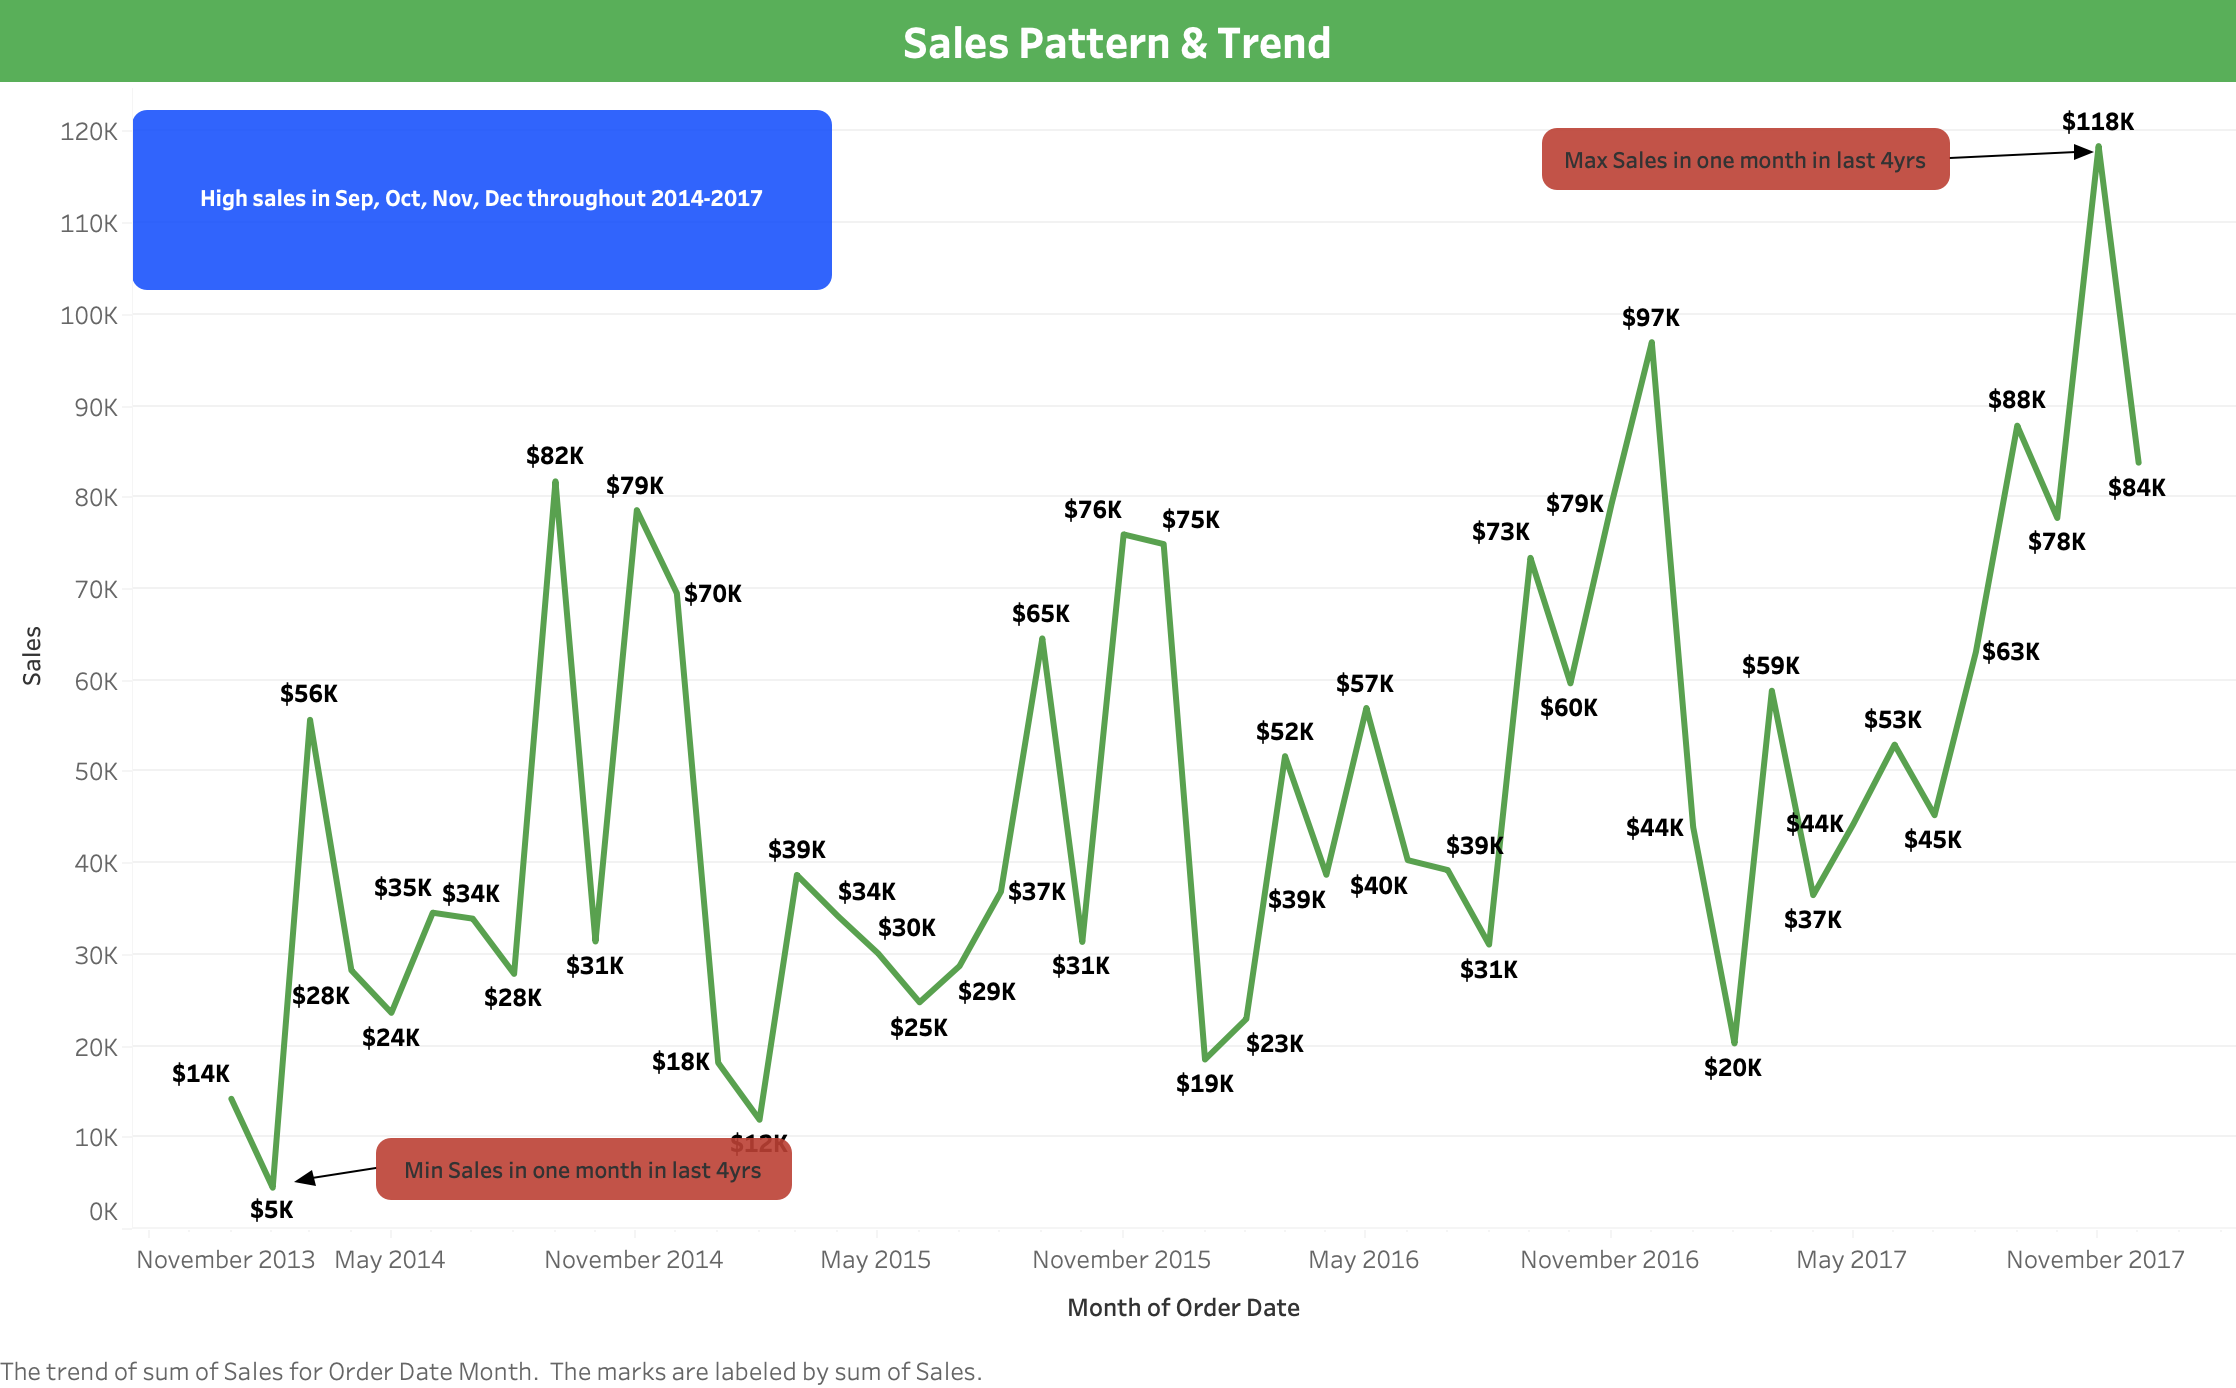 Sales Pattern & Trend
High sales in Sep, Oct, Nov, Dec throughout 2014-2017
Max Sales in one month in last 4yrs
Min Sales in one month in last 4yrs
Sales
120K
110K
100K
90K
80K
70K
60K
50K
40K
30K
20K
10K
0K
$14K
$5K
$56K
$28K
$24K
$35K
$34K
$28K
$82K
$31K
$79K
$70K
$18K
$12K
$39K
$34K
$30K
$25K
$29K
$37K
$65K
$31K
$76K
$75K
$19K
$23K
$52K
$39K
$57K
$40K
$39K
$31K
$73K
$60K
$79K
$97K
$44K
$20K
$59K
$37K
$44K
$53K
$45K
$63K
$88K
$78K
$118K
$84K
November 2013
May 2014
November 2014
May 2015
November 2015
May 2016
November 2016
May 2017
November 2017
Month of Order Date
The trend of sum of Sales for Order Date Month. The marks are labeled by sum of Sales.